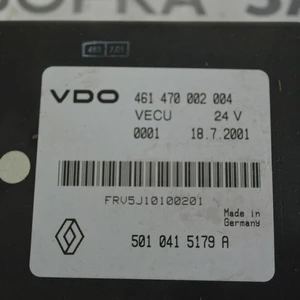 VDO 461 470 002 004
VECU 24 V
0001 18.7.2001
FRV5J10100201
Made in
Germany
501 041 5179 A